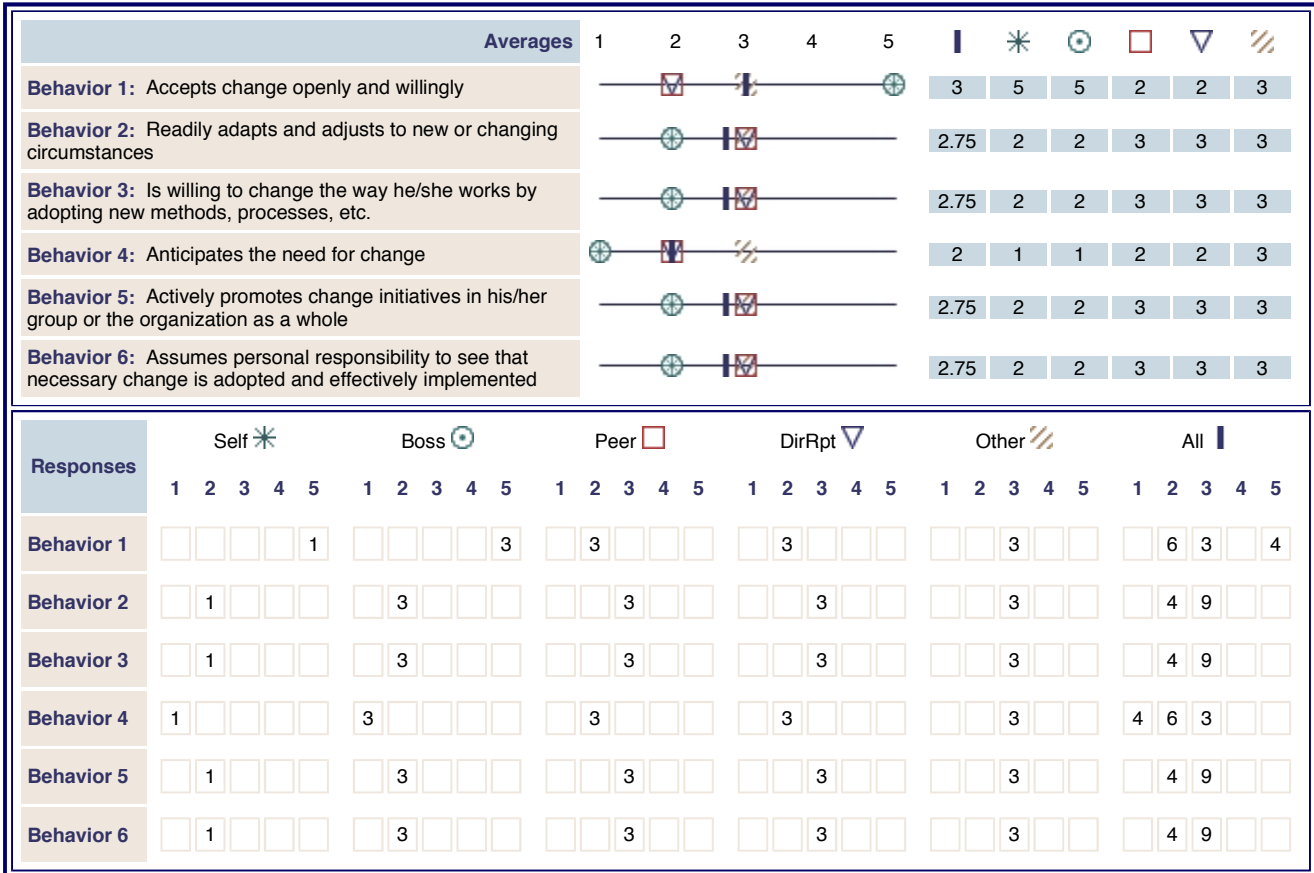 Averages 1 2 3 4 5
Behavior 1: Accepts change openly and willingly 3 5 5 2 2 3
Behavior 2: Readily adapts and adjusts to new or changing
circumstances 2.75 2 2 3 3 3
Behavior 3: Is willing to change the way he/she works by
adopting new methods, processes, etc. 2.75 2 2 3 3 3
Behavior 4: Anticipates the need for change 2 1 1 2 2 3
Behavior 5: Actively promotes change initiatives in his/her
group or the organization as a whole 2.75 2 2 3 3 3
Behavior 6: Assumes personal responsibility to see that
necessary change is adopted and effectively implemented 2.75 2 2 3 3 3
Responses Self Boss Peer DirRpt Other All
1 2 3 4 5 1 2 3 4 5 1 2 3 4 5 1 2 3 4 5 1 2 3 4 5 1 2 3 4 5
Behavior 1 1 3 3 3 3 6 3 4
Behavior 2 1 3 3 3 3 4 9
Behavior 3 1 3 3 3 3 4 9
Behavior 4 1 3 3 3 3 4 6 3
Behavior 5 1 3 3 3 3 4 9
Behavior 6 1 3 3 3 3 4 9